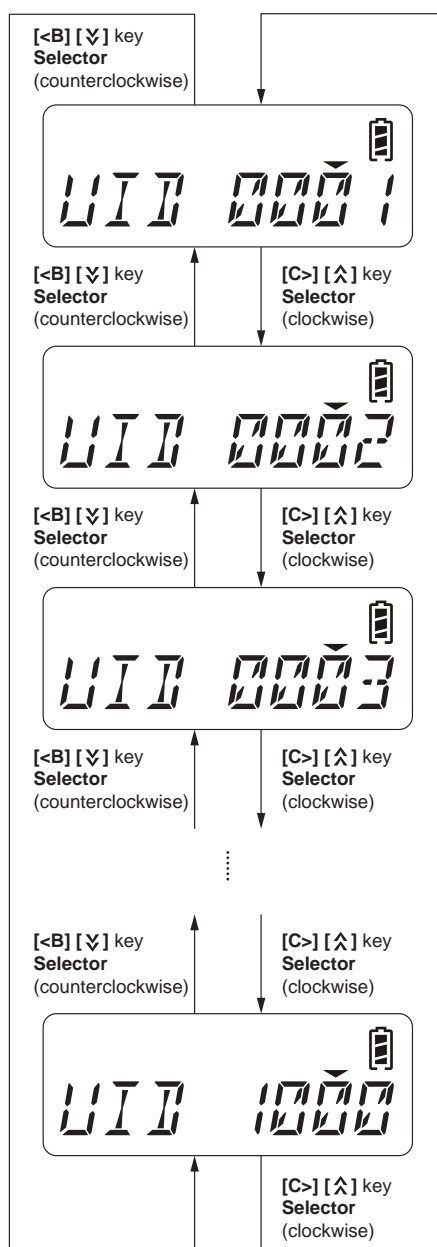 [<B] [ ] key
Selector
(counterclockwise)
UID 0001
[<B] [ ] key
Selector
(counterclockwise)
[C>] [ ] key
Selector
(clockwise)
UID 0002
[<B] [ ] key
Selector
(counterclockwise)
[C>] [ ] key
Selector
(clockwise)
UID 0003
[<B] [ ] key
Selector
(counterclockwise)
[C>] [ ] key
Selector
(clockwise)
[<B] [ ] key
Selector
(counterclockwise)
[C>] [ ] key
Selector
(clockwise)
UID 1000
[C>] [ ] key
Selector
(clockwise)